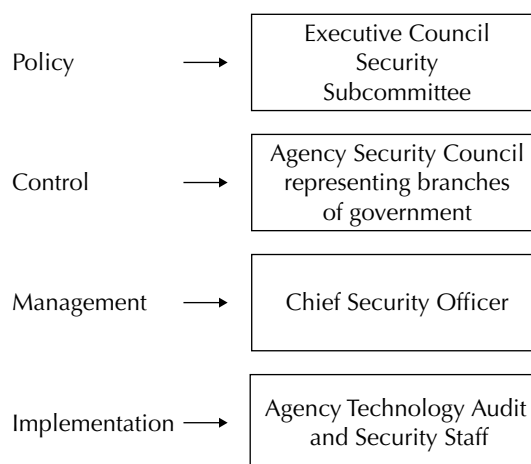 Policy
Executive Council
Security
Subcommittee
Control
Agency Security Council
representing branches
of government
Management
Chief Security Officer
Implementation
Agency Technology Audit
and Security Staff